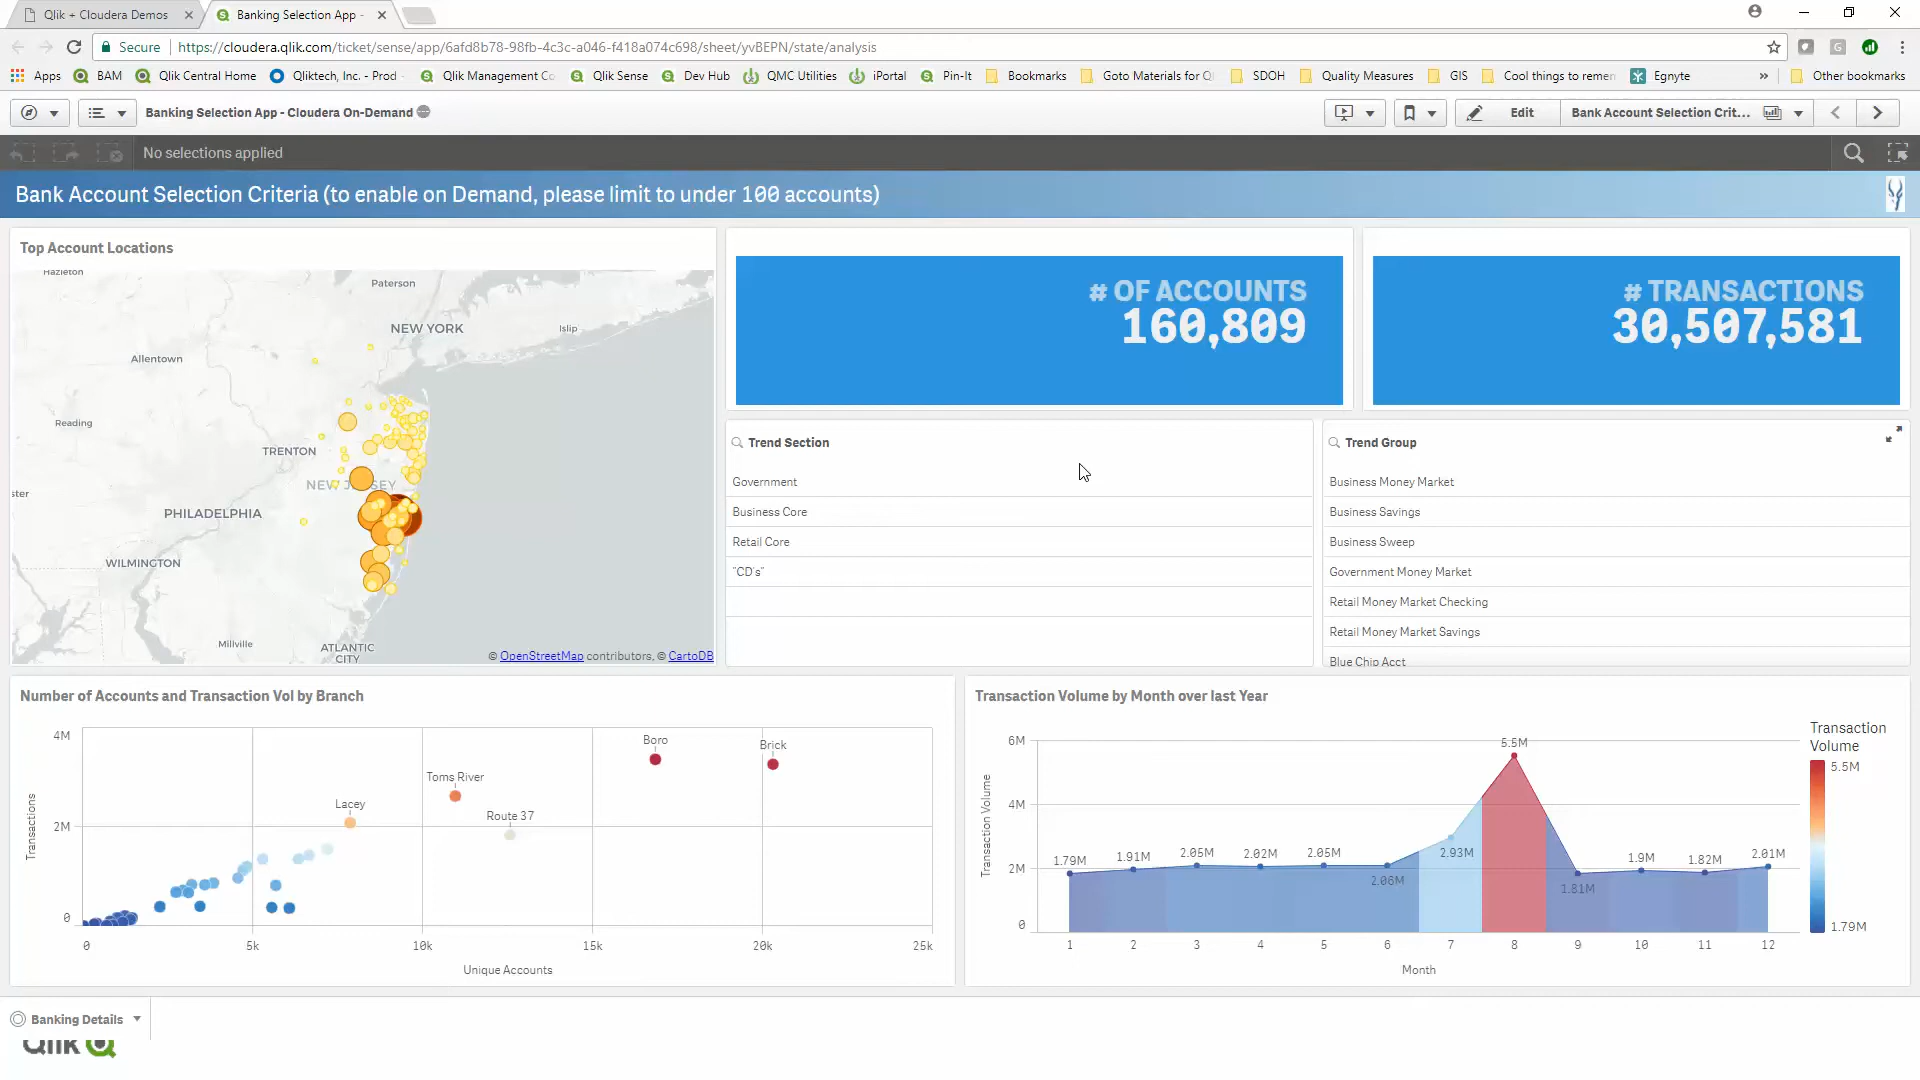 Qlik + Cloudera Demos
Banking Selection App -
Secure
https://cloudera.qlik.com/ticket/sense/app/6afd8b78-98fb-4c3c-a046-f418a074c698/sheet/yvBEPN/state/analysis
Apps
BAM
Qlik Central Home
Qliktech, Inc. - Prod
Qlik Management Co
Qlik Sense
Dev Hub
QMC Utilities
iPortal
Pin-It
Bookmarks
Goto Materials for Q
SDOH
Quality Measures
GIS
Cool things to remen
Egnyte
»
Other bookmarks
Banking Selection App - Cloudera On-Demand
Edit
Bank Account Selection Crit...
No selections applied
Bank Account Selection Criteria (to enable on Demand, please limit to under 100 accounts)
Top Account Locations
Hazleton
Paterson
NEW YORK
Islip
Allentown
Reading
TRENTON
NEW JERSEY
ster
PHILADELPHIA
WILMINGTON
Millville
ATLANTIC
CITY
© OpenStreetMap contributors, © CartoDB
# OF ACCOUNTS
160,809
# TRANSACTIONS
30,507,581
Trend Section
Government
Business Core
Retail Core
"CD's"
Trend Group
Business Money Market
Business Savings
Business Sweep
Government Money Market
Retail Money Market Checking
Retail Money Market Savings
Blue Chip Acct
Number of Accounts and Transaction Vol by Branch
Transactions
4M
2M
0
Boro
Brick
Toms River
Lacey
Route 37
0
5k
10k
15k
20k
25k
Unique Accounts
Transaction Volume by Month over last Year
Transaction Volume
6M
4M
2M
0
1.79M
1.91M
2.05M
2.02M
2.05M
2.06M
2.93M
5.5M
1.81M
1.9M
1.82M
2.01M
1
2
3
4
5
6
7
8
9
10
11
12
Month
Transaction
Volume
5.5M
1.79M
Banking Details
Qlik